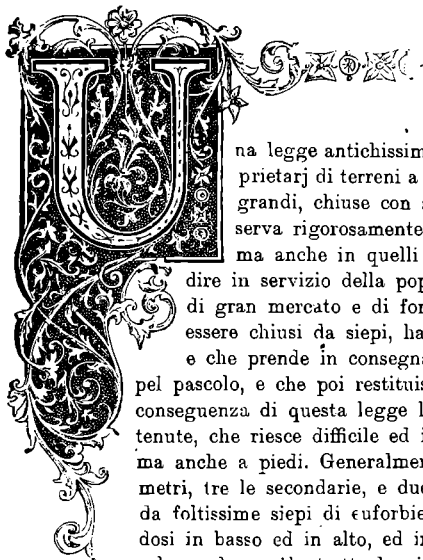 Una legge antichissim
prietarj di terreni a
grandi, chiuse con
serva rigorosamente
ma anche in quelli
dire in servizio della pop
di gran mercato e di for
essere chiusi da siepi, ha
e che prende in consegna
pel pascolo, e che poi restituis
conseguenza di questa legge l
tenute, che riesce difficile ed i
ma anche a piedi. Generalmen
metri, tre le secondarie, e due
da foltissime siepi di euforbie
dosi in basso ed in alto, ed in